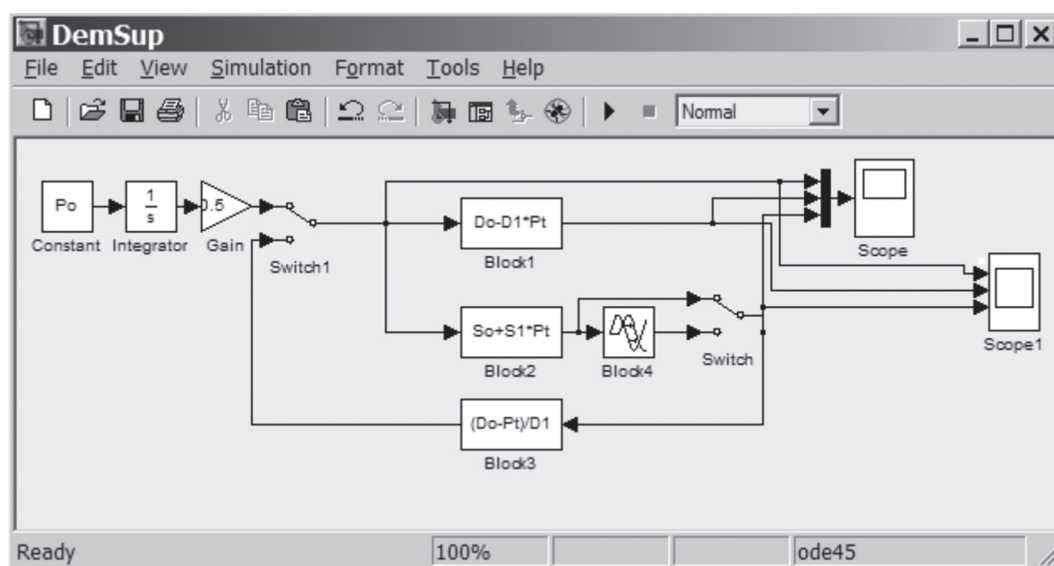 DemSup
File Edit View Simulation Format Tools Help
Normal
Po
Constant
1
s
Integrator
0.5
Gain
Switch1
Do-D1*Pt
Block1
Scope
Scope1
So+S1*Pt
Block2
Block4
Switch
(Do-Pt)/D1
Block3
Ready 100% ode45